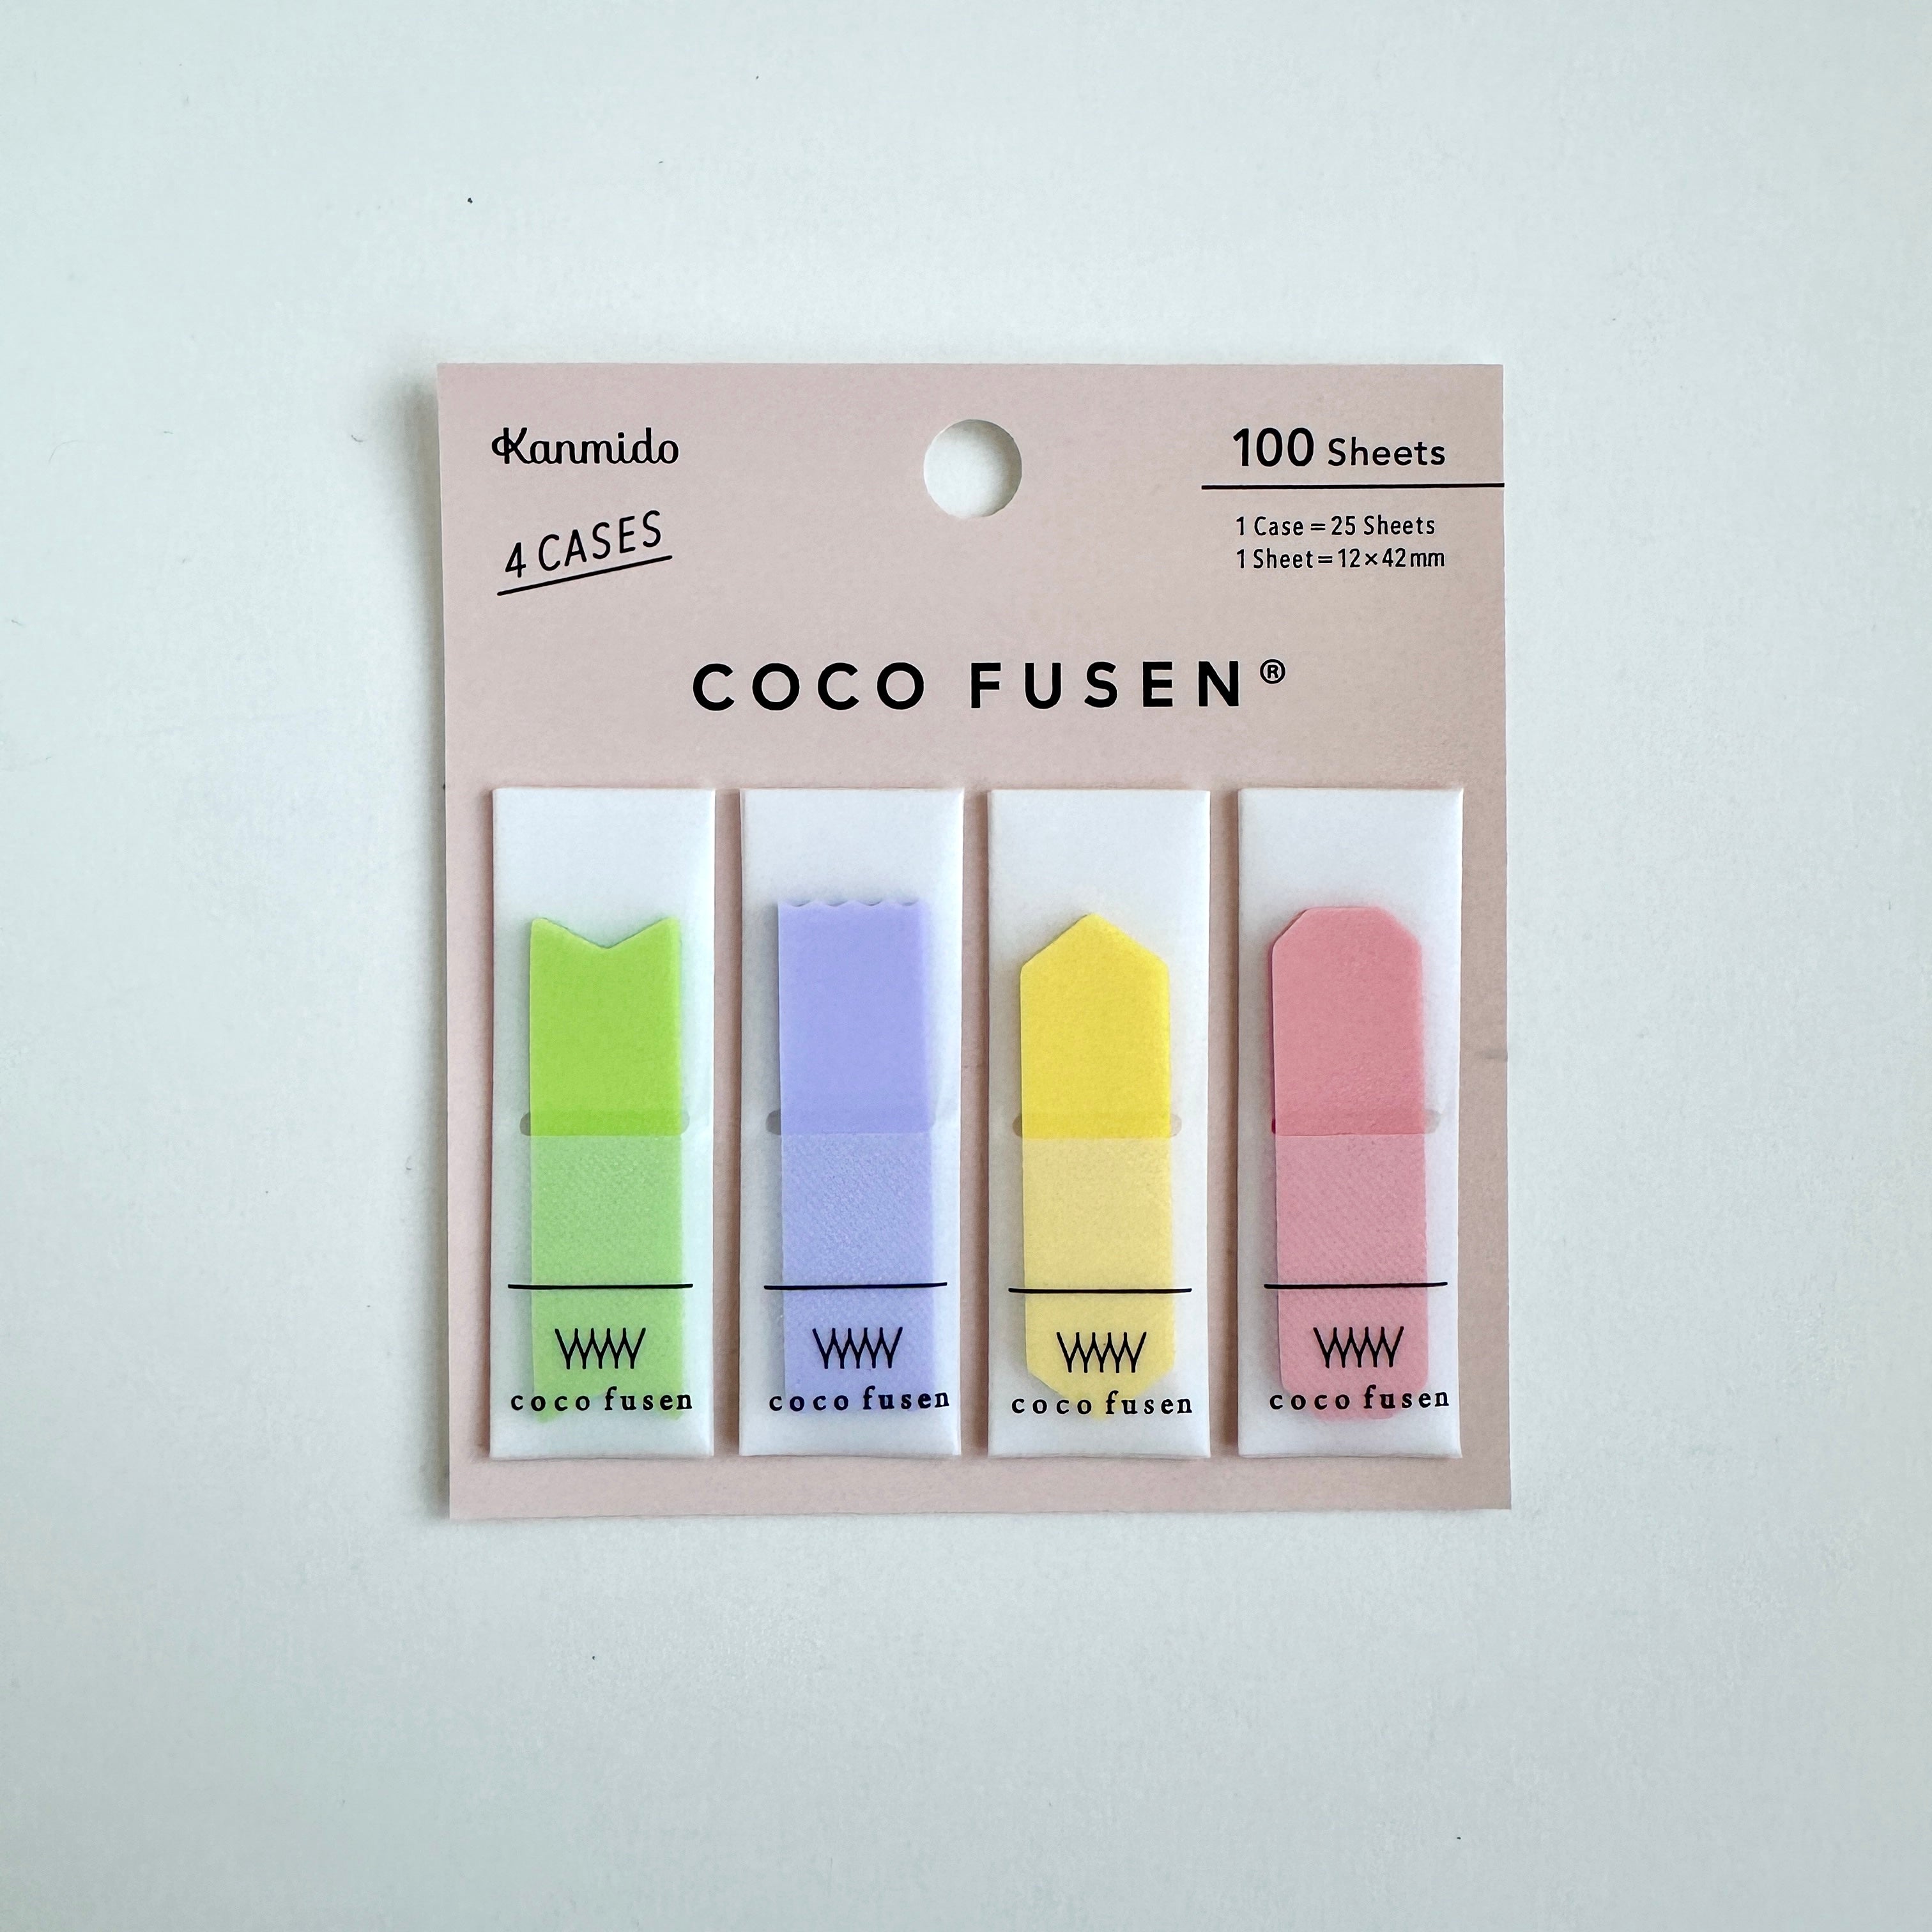 Kanmido
4 CASES
100 Sheets
1 Case=25 Sheets
1 Sheet=12×42mm
COCO FUSEN®
coco fusen
coco fusen
coco fusen
coco fusen